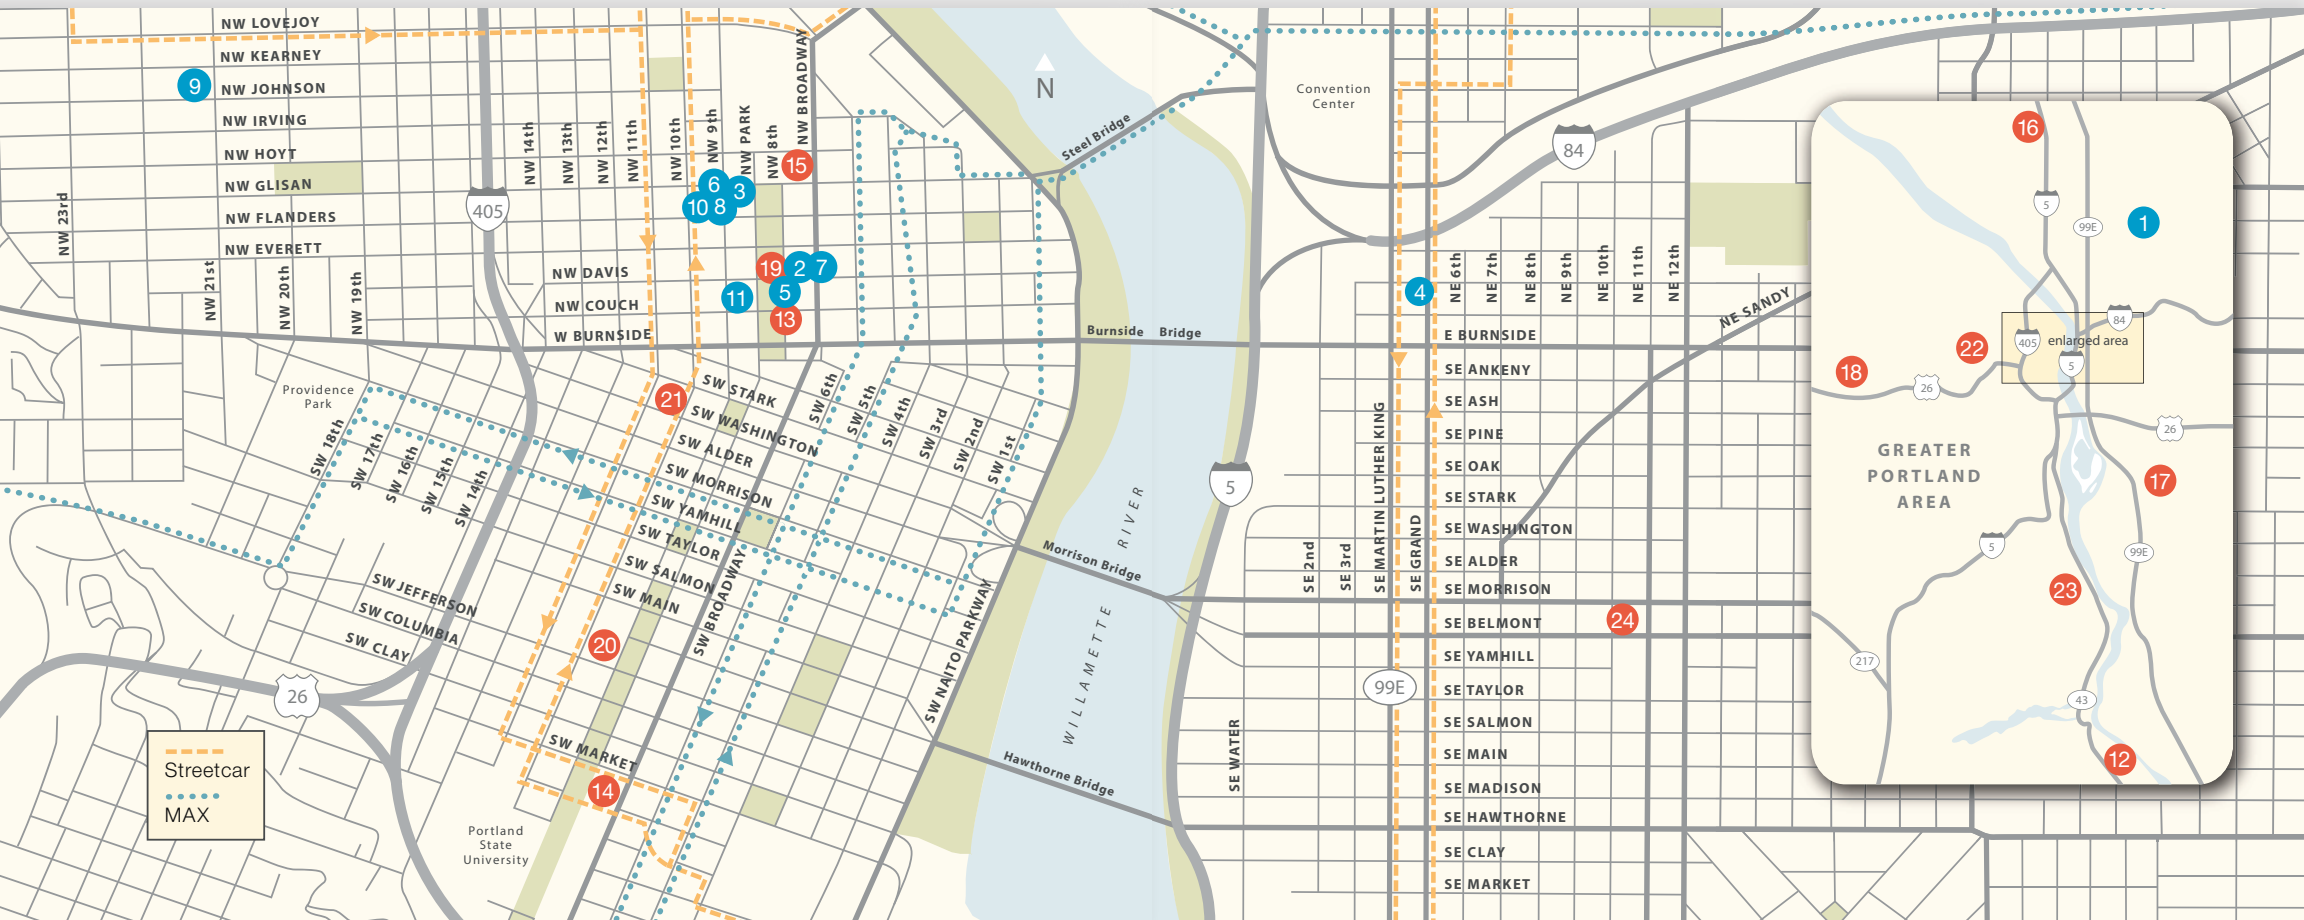 NW LOVEJOY
NW KEARNEY
NW JOHNSON
NW IRVING
NW HOYT
NW GLISAN
NW FLANDERS
NW EVERETT
NW DAVIS
NW COUCH
W BURNSIDE
NW 23rd
NW 21st
NW 20th
NW 19th
NW 14th
NW 13th
NW 12th
NW 11th
NW 10th
NW 9th
NW PARK
NW 8th
NW BROADWAY
9
405
6
3
10
8
15
19
2
7
11
5
13
N
Steel Bridge
Burnside Bridge
Convention
Center
84
4
NE 6th
NE 7th
NE 8th
NE 9th
NE 10th
NE 11th
NE 12th
NE SANDY
E BURNSIDE
SE ANKENY
SE ASH
SE PINE
SE OAK
SE STARK
SE WASHINGTON
SE ALDER
SE MORRISON
SE BELMONT
SE YAMHILL
SE TAYLOR
SE SALMON
SE MAIN
SE MADISON
SE HAWTHORNE
SE CLAY
SE MARKET
SE 2nd
SE 3rd
SE MARTIN LUTHER KING
SE GRAND
SE WATER
99E
24
5
Providence
Park
SW 18th
SW 17th
SW 16th
SW 15th
SW 14th
21
SW STARK
SW WASHINGTON
SW ALDER
SW MORRISON
SW YAMHILL
SW TAYLOR
SW SALMON
SW MAIN
SW 6th
SW 5th
SW 4th
SW 3rd
SW 2nd
SW 1st
SW BROADWAY
SW NAITO PARKWAY
Morrison Bridge
WILLAMETTE RIVER
Hawthorne Bridge
SW JEFFERSON
SW COLUMBIA
SW CLAY
26
20
SW MARKET
14
Portland
State
University
Streetcar
MAX
16
5
1
99E
84
22
405
enlarged area
5
18
26
26
GREATER
PORTLAND
AREA
17
5
99E
23
217
43
12